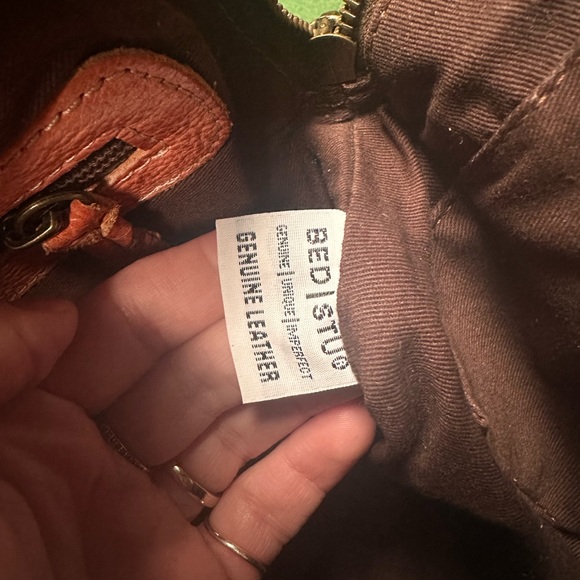 BED|STU®
GENUINE | UNIQUE | IMPERFECT
GENUINE LEATHER